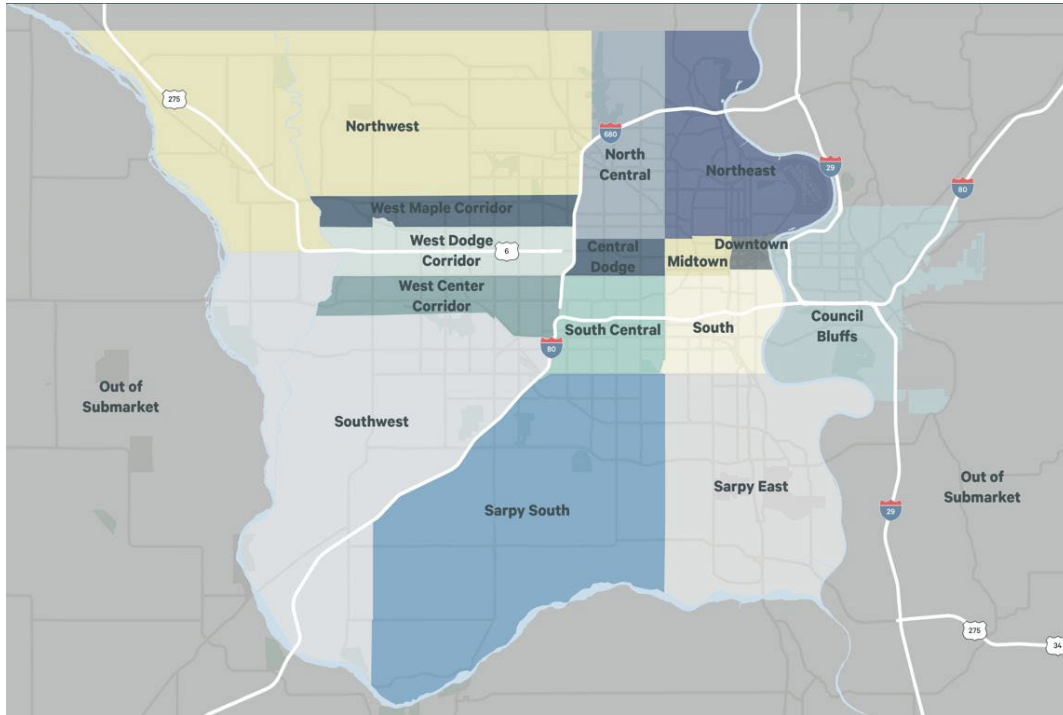 275
Northwest
680
North
Central
Northeast
29
80
West Maple Corridor
West Dodge
Corridor
6
Central
Dodge
Downtown
Midtown
West Center
Corridor
South Central
South
Council
Bluffs
80
Out of
Submarket
Southwest
Sarpy South
Sarpy East
Out of
Submarket
29
275
34